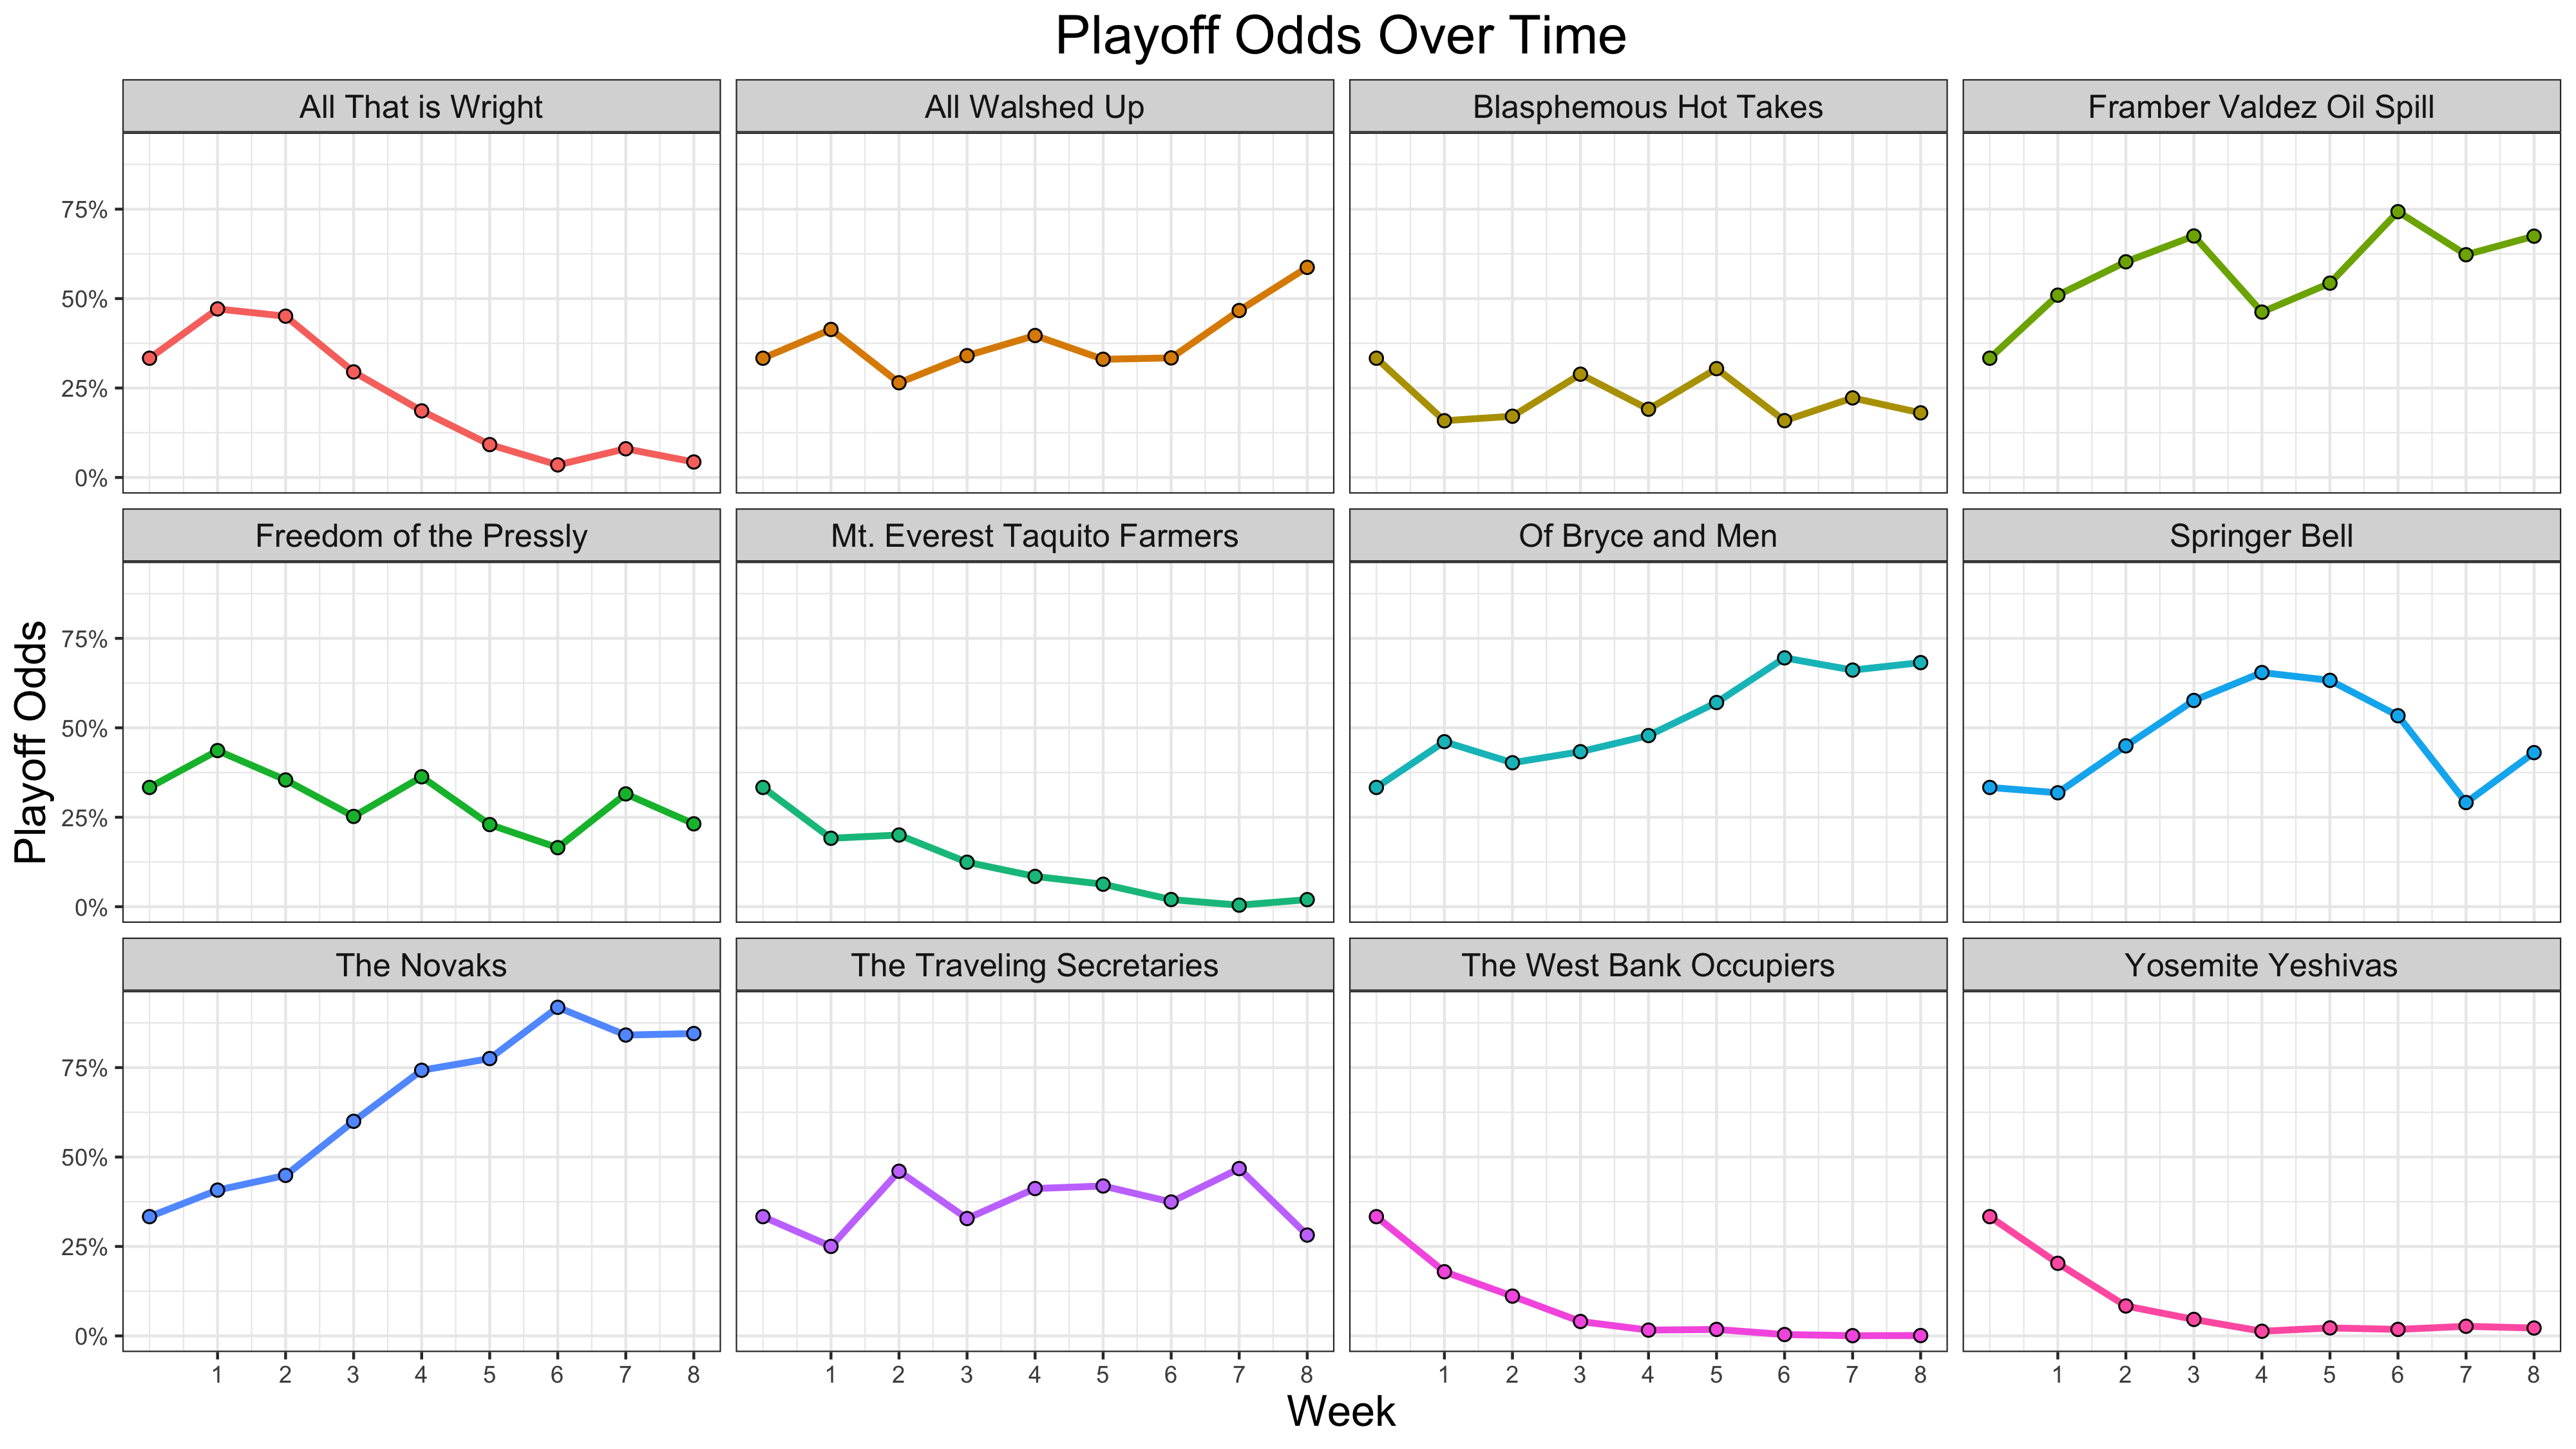 Playoff Odds Over Time
All That is Wright
All Walshed Up
Blasphemous Hot Takes
Framber Valdez Oil Spill
75%
50%
25%
0%
Freedom of the Pressly
Mt. Everest Taquito Farmers
Of Bryce and Men
Springer Bell
Playoff Odds
75%
50%
25%
0%
The Novaks
The Traveling Secretaries
The West Bank Occupiers
Yosemite Yeshivas
75%
50%
25%
0%
1 2 3 4 5 6 7 8
1 2 3 4 5 6 7 8
1 2 3 4 5 6 7 8
1 2 3 4 5 6 7 8
Week